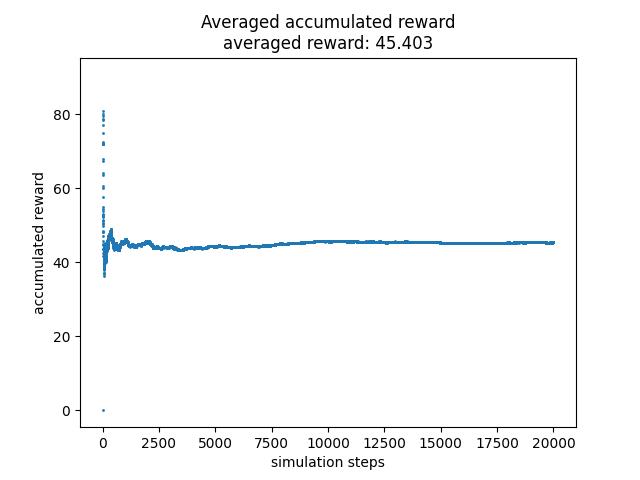 Averaged accumulated reward
averaged reward: 45.403
accumulated reward
80
60
40
20
0
0 2500 5000 7500 10000 12500 15000 17500 20000
simulation steps